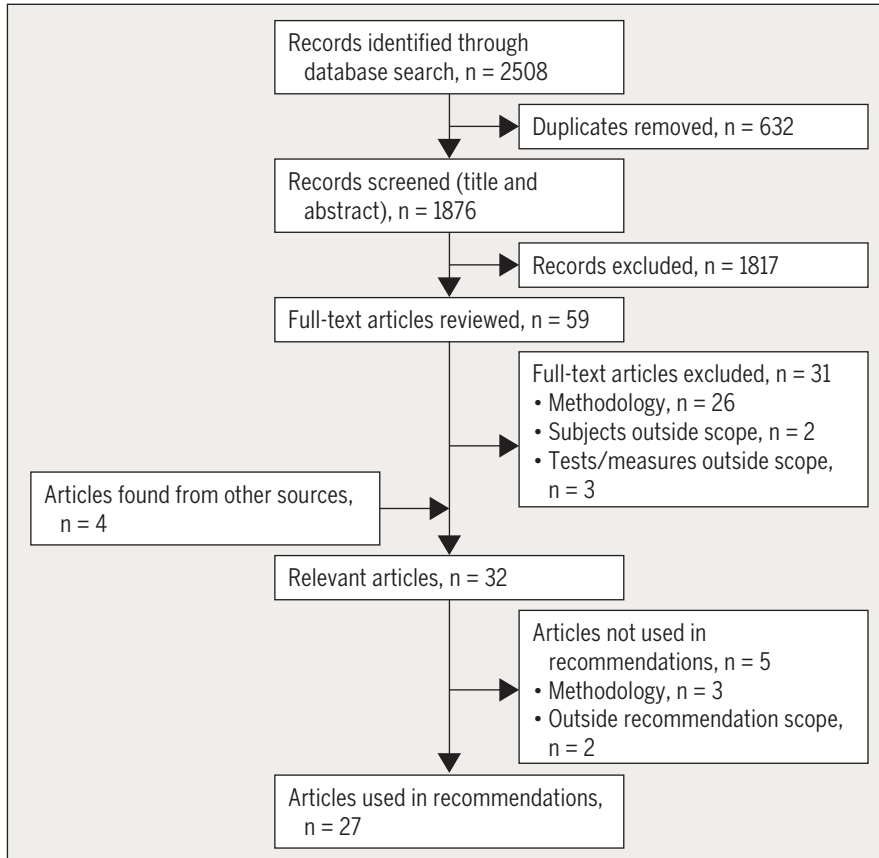 Records identified through
database search, n = 2508
Duplicates removed, n = 632
Records screened (title and
abstract), n = 1876
Records excluded, n = 1817
Full-text articles reviewed, n = 59
Full-text articles excluded, n = 31
• Methodology, n = 26
• Subjects outside scope, n = 2
• Tests/measures outside scope,
n = 3
Articles found from other sources,
n = 4
Relevant articles, n = 32
Articles not used in
recommendations, n = 5
• Methodology, n = 3
• Outside recommendation scope,
n = 2
Articles used in recommendations,
n = 27